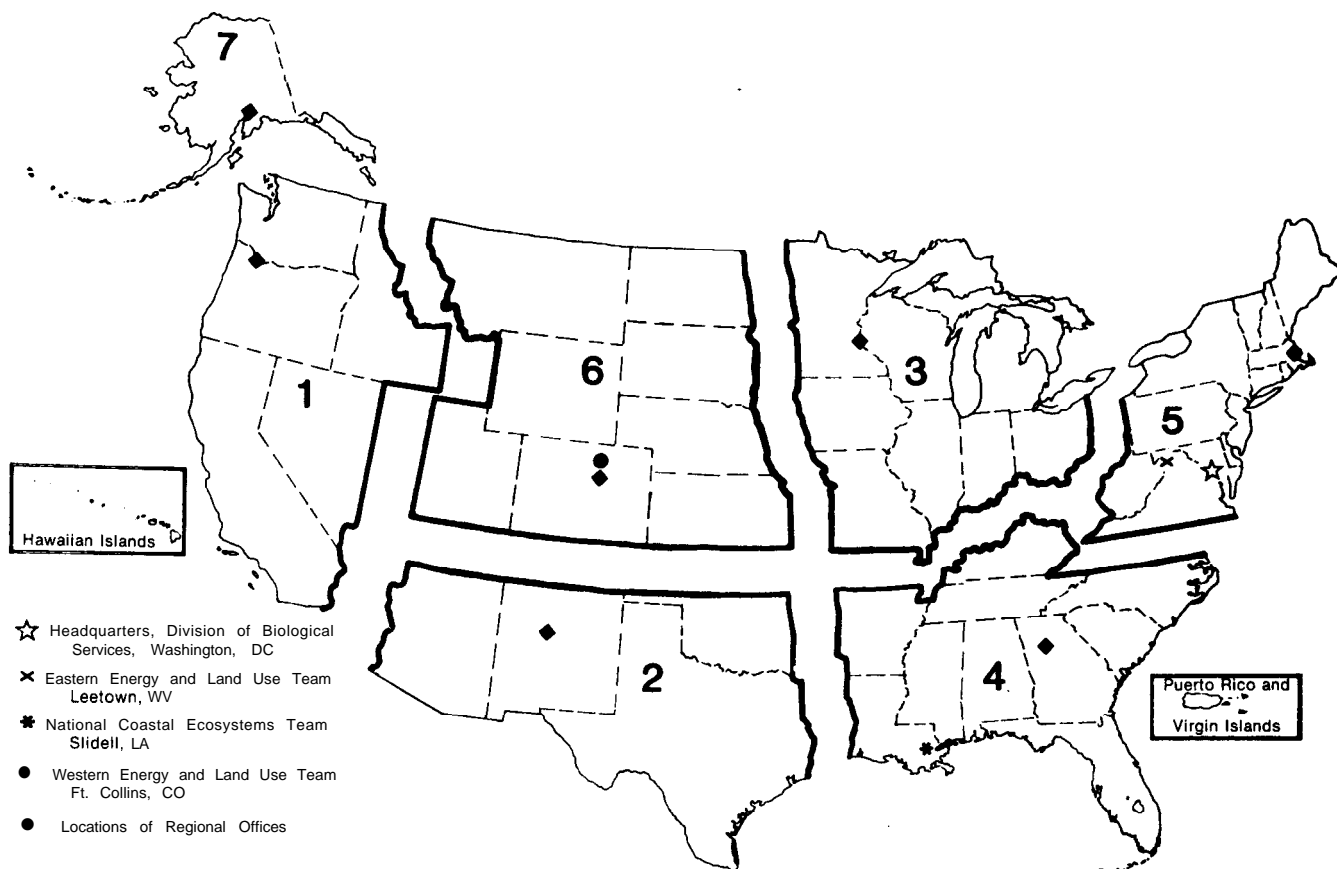 7
1
6
3
5
2
4
Hawaiian Islands
Puerto Rico and
Virgin Islands
Headquarters, Division of Biological
Services, Washington, DC
Eastern Energy and Land Use Team
Leetown, WV
National Coastal Ecosystems Team
Slidell, LA
Western Energy and Land Use Team
Ft. Collins, CO
Locations of Regional Offices